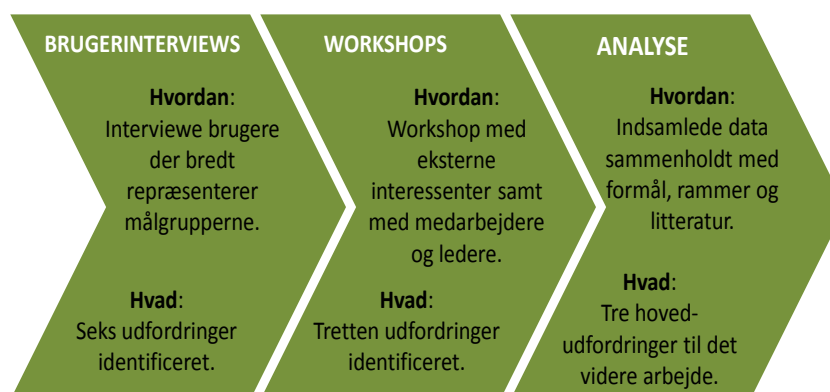 BRUGERINTERVIEWS
Hvordan:
Interviewe brugere
der bredt
repræsenterer
målgrupperne.
Hvad:
Seks udfordringer
identificeret.
WORKSHOPS
Hvordan:
Workshop med
eksterne
interessenter samt
med medarbejdere
og ledere.
Hvad:
Tretten udfordringer
identificeret.
ANALYSE
Hvordan:
Indsamlede data
sammenholdt med
formål, rammer og
litteratur.
Hvad:
Tre hoved-
udfordringer til det
videre arbejde.